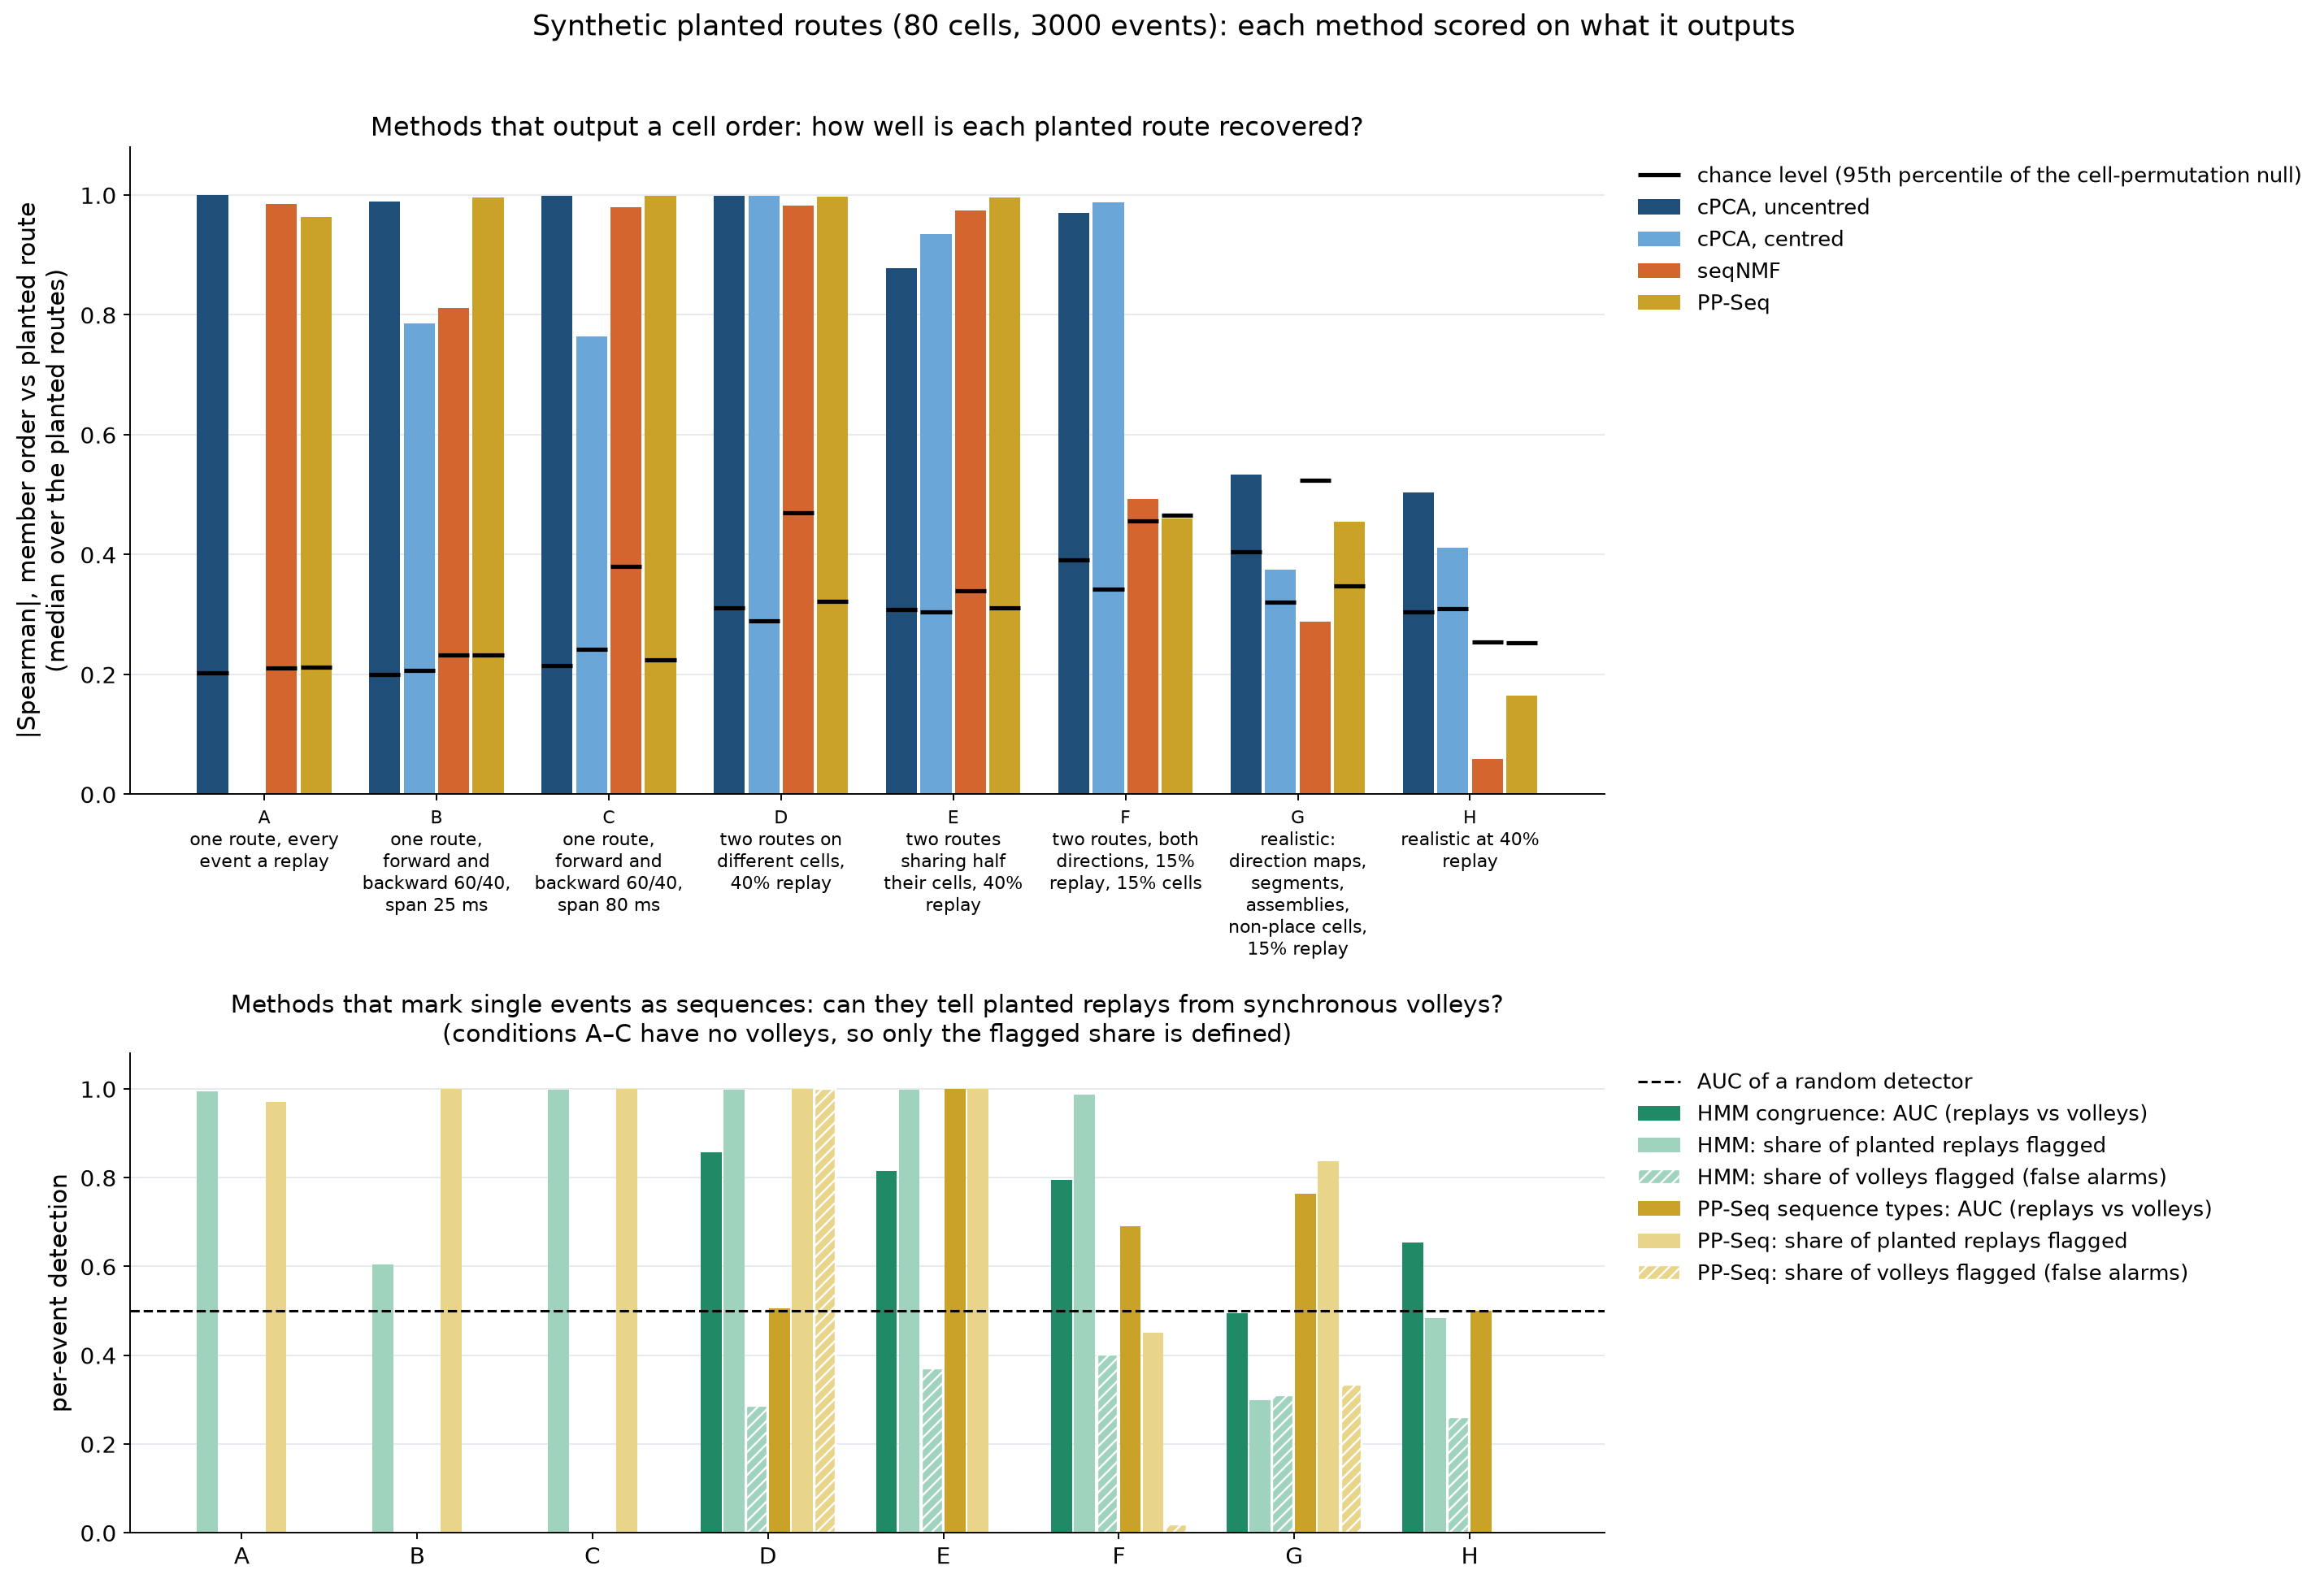 Synthetic planted routes (80 cells, 3000 events): each method scored on what it outputs
Methods that output a cell order: how well is each planted route recovered?
|Spearman|, member order vs planted route
(median over the planted routes)
1.0
0.8
0.6
0.4
0.2
0.0
A
one route, every
event a replay
B
one route,
forward and
backward 60/40,
span 25 ms
C
one route,
forward and
backward 60/40,
span 80 ms
D
two routes on
different cells,
40% replay
E
two routes
sharing half
their cells, 40%
replay
F
two routes, both
directions, 15%
replay, 15% cells
G
realistic:
direction maps,
segments,
assemblies,
non-place cells,
15% replay
H
realistic at 40%
replay
chance level (95th percentile of the cell-permutation null)
cPCA, uncentred
cPCA, centred
seqNMF
PP-Seq
Methods that mark single events as sequences: can they tell planted replays from synchronous volleys?
(conditions A–C have no volleys, so only the flagged share is defined)
per-event detection
1.0
0.8
0.6
0.4
0.2
0.0
A
B
C
D
E
F
G
H
AUC of a random detector
HMM congruence: AUC (replays vs volleys)
HMM: share of planted replays flagged
HMM: share of volleys flagged (false alarms)
PP-Seq sequence types: AUC (replays vs volleys)
PP-Seq: share of planted replays flagged
PP-Seq: share of volleys flagged (false alarms)